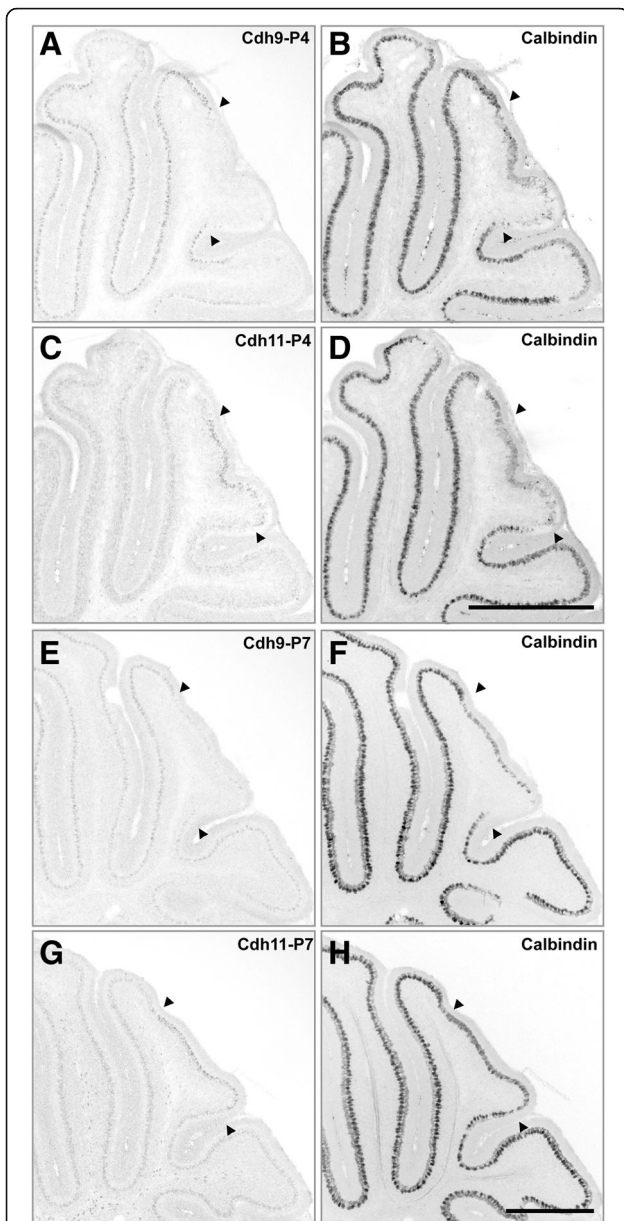 A Cdh9-P4
B Calbindin
C Cdh11-P4
D Calbindin
E Cdh9-P7
F Calbindin
G Cdh11-P7
H Calbindin